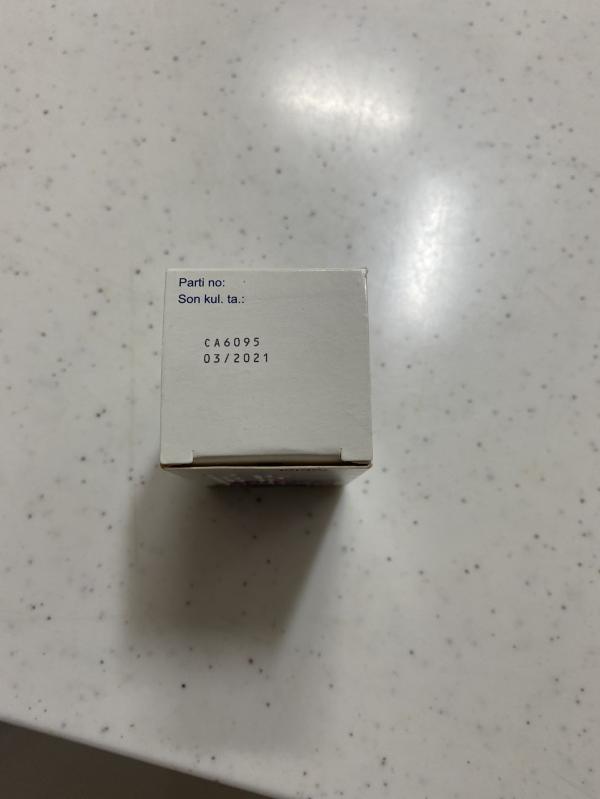 Parti no:
Son kul. ta.:
CA6095
03/2021